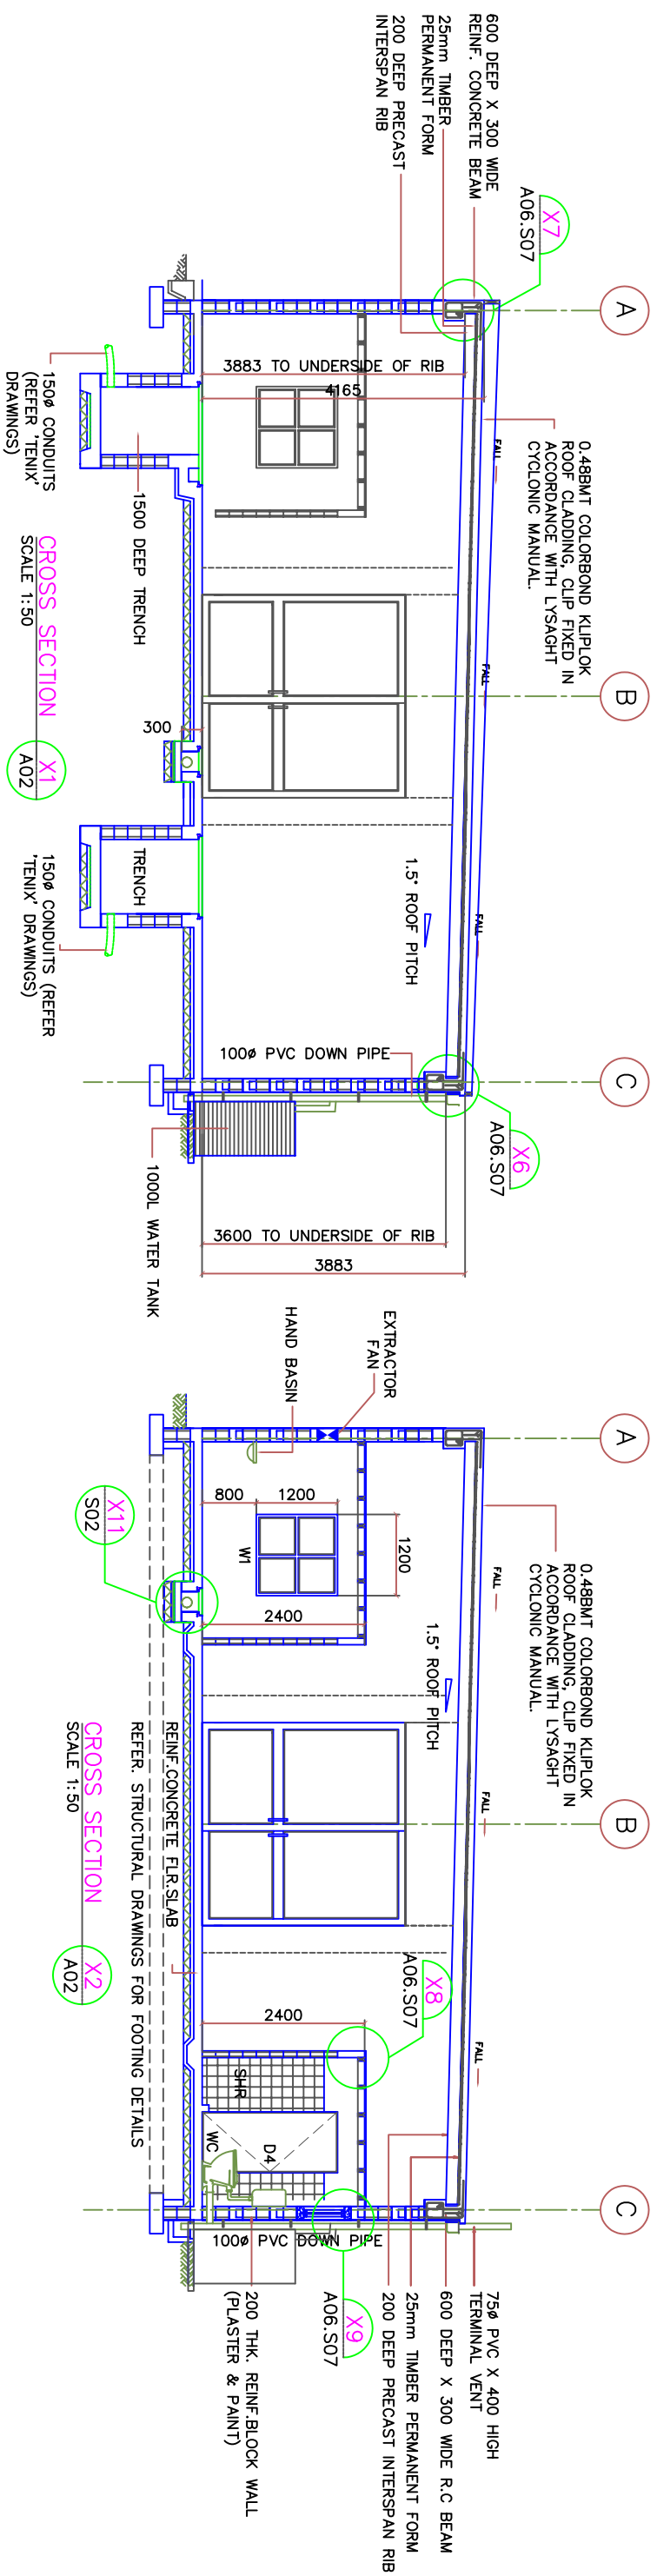 A
B
C
600 DEEP X 300 WIDE
REINF. CONCRETE BEAM
25mm TIMBER
PERMANENT FORM
200 DEEP PRECAST
INTERSPAN RIB
X7
A06.S07
0.48BMT COLORBOND KLIPLOK
ROOF CLADDING, CLIP FIXED IN
ACCORDANCE WITH LYSAGHT
CYCLONIC MANUAL.
FALL
FALL
FALL
3883 TO UNDERSIDE OF RIB
4165
1.5° ROOF PITCH
100ø PVC DOWN PIPE
X6
A06.S07
3600 TO UNDERSIDE OF RIB
3883
300
TRENCH
1500 DEEP TRENCH
150ø CONDUITS
(REFER 'TENIX'
DRAWINGS)
150ø CONDUITS (REFER
'TENIX' DRAWINGS)
1000L WATER TANK
CROSS SECTION
SCALE 1:50
X1
A02
A
B
C
EXTRACTOR
FAN
HAND BASIN
0.48BMT COLORBOND KLIPLOK
ROOF CLADDING, CLIP FIXED IN
ACCORDANCE WITH LYSAGHT
CYCLONIC MANUAL.
FALL
FALL
FALL
1.5° ROOF PITCH
800
1200
1200
W1
2400
X8
A06.S07
2400
SHR
D4
WC
75ø PVC X 400 HIGH
TERMINAL VENT
600 DEEP X 300 WIDE R.C BEAM
25mm TIMBER PERMANENT FORM
200 DEEP PRECAST INTERSPAN RIB
X9
A06.S07
100ø PVC DOWN PIPE
200 THK. REINF.BLOCK WALL
(PLASTER & PAINT)
X11
S02
REINF.CONCRETE FLR.SLAB
REFER. STRUCTURAL DRAWINGS FOR FOOTING DETAILS
CROSS SECTION
SCALE 1:50
X2
A02